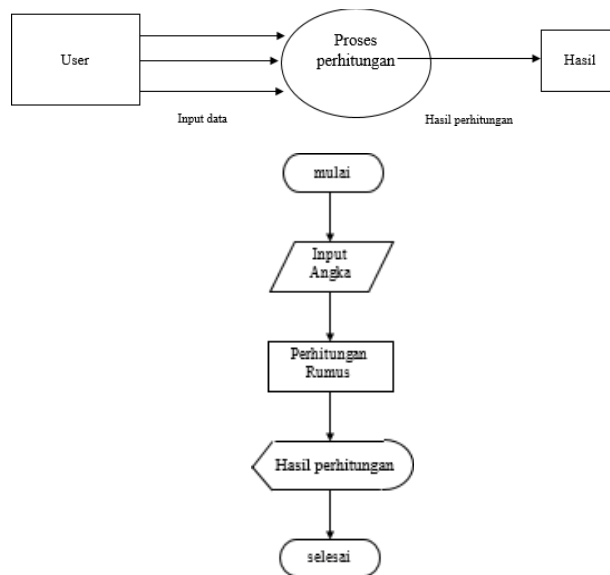 User
Proses
perhitungan
Hasil
Input data
Hasil perhitungan
mulai
Input
Angka
Perhitungan
Rumus
Hasil perhitungan
selesai